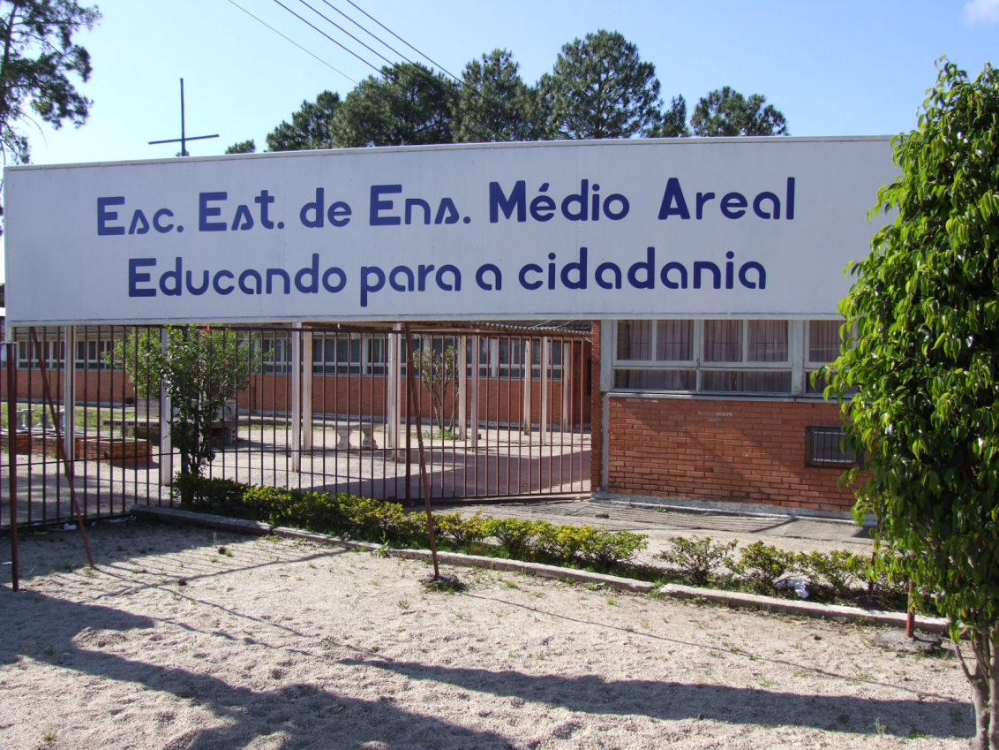 Esc. Est. de Ens. Médio Areal
Educando para a cidadania